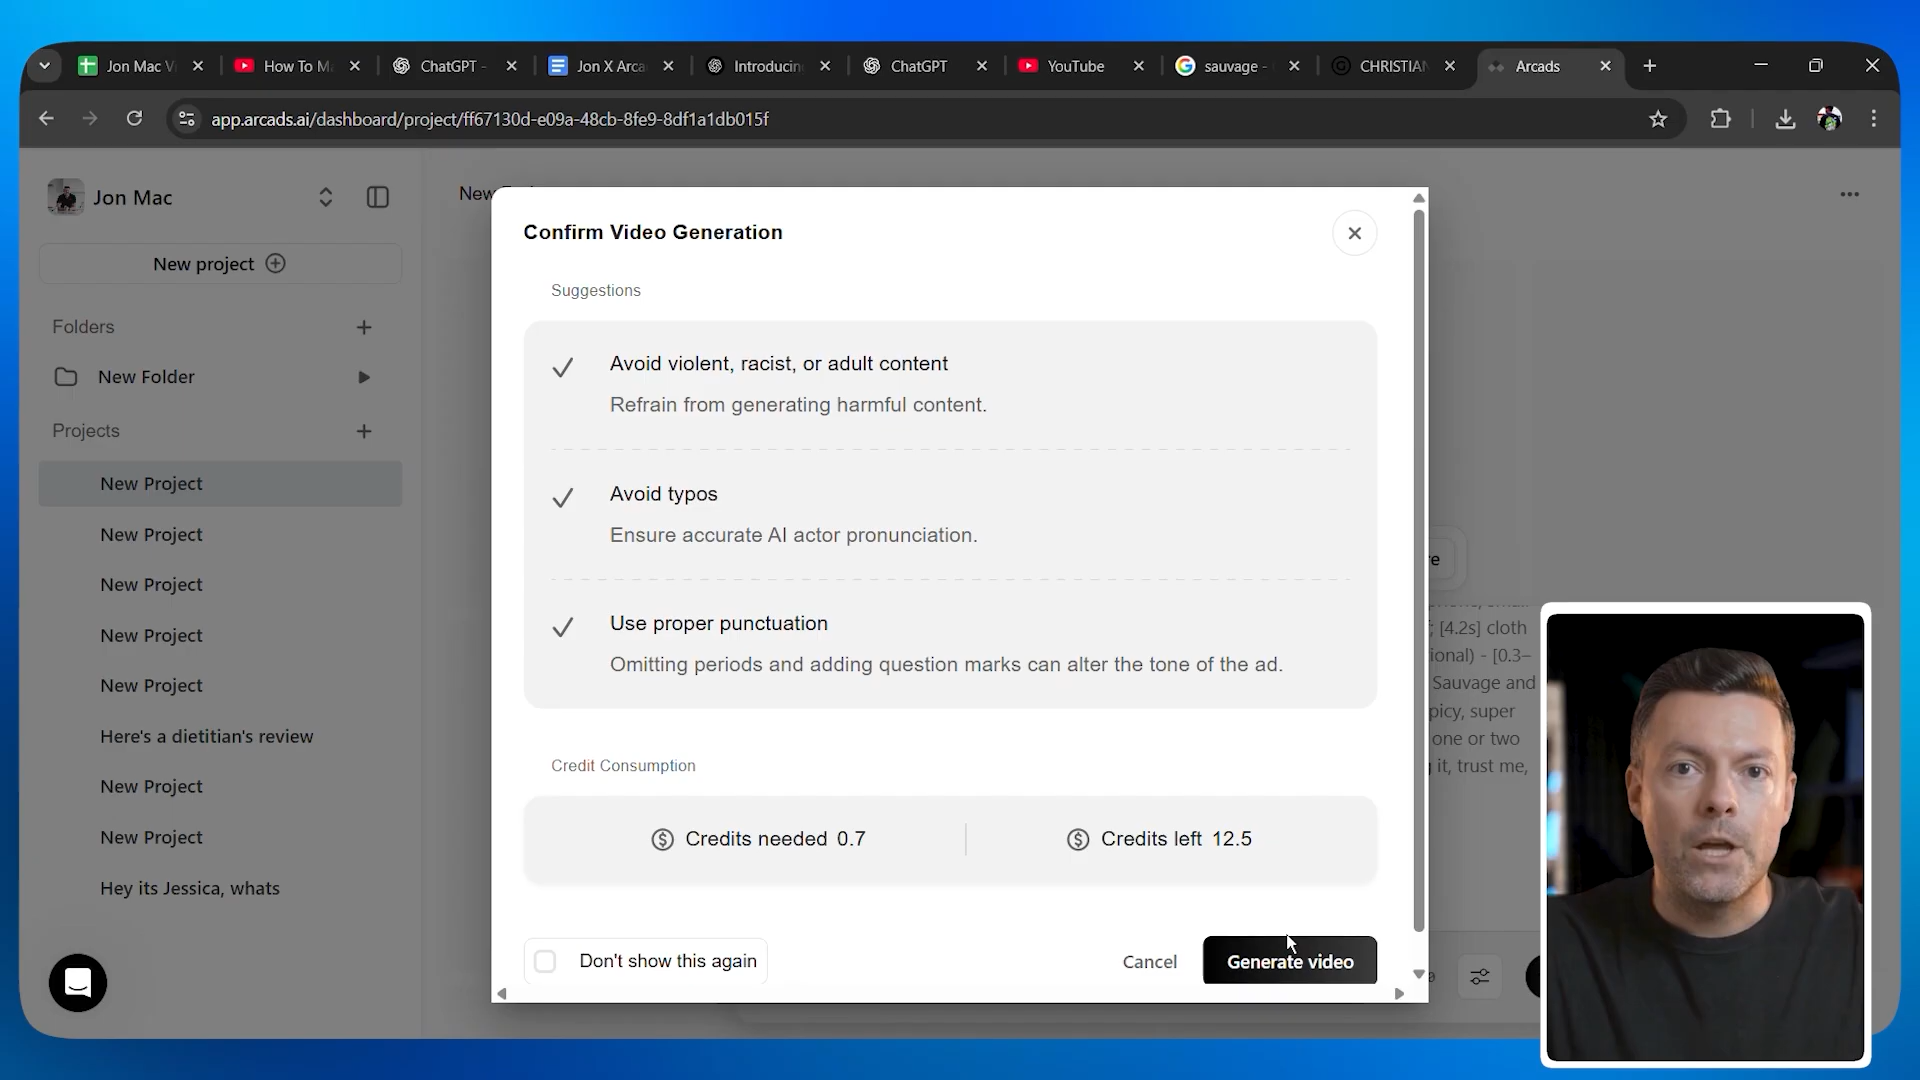 Jon Mac V
How To M
ChatGPT -
Jon X Arca
Introducin
ChatGPT
YouTube
sauvage -
CHRISTIAN
Arcads
app.arcads.ai/dashboard/project/ff67130d-e09a-48cb-8fe9-8df1a1db015f
Jon Mac
New project
Folders
New Folder
Projects
New Project
New Project
New Project
New Project
New Project
Here's a dietitian's review
New Project
New Project
Hey its Jessica, whats
New
Confirm Video Generation
Suggestions
Avoid violent, racist, or adult content
Refrain from generating harmful content.
Avoid typos
Ensure accurate AI actor pronunciation.
Use proper punctuation
Omitting periods and adding question marks can alter the tone of the ad.
Credit Consumption
Credits needed 0.7
Credits left 12.5
Don't show this again
Cancel
Generate video
re
[4.2s] cloth
ional) - [0.3–
Sauvage and
picy, super
one or two
it, trust me,